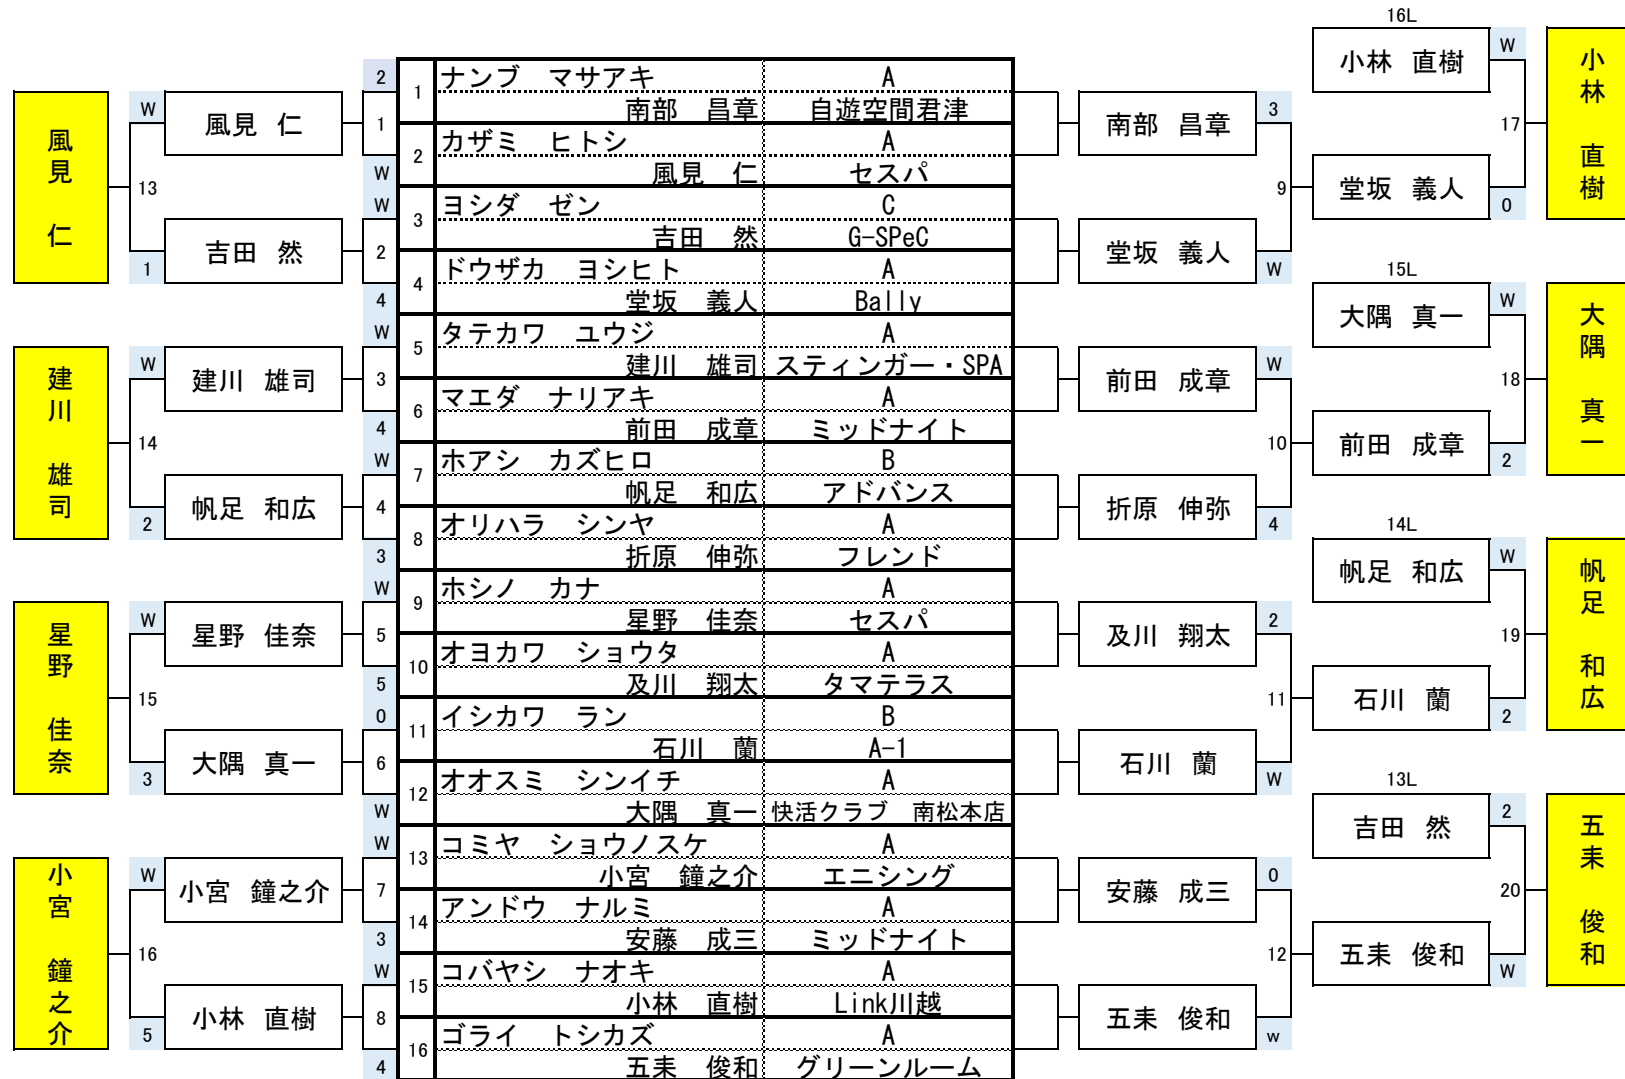 16L
小林 直樹 W
小林 直樹
17
堂坂 義人 0
2
1 ナンブ マサアキ A
南部 昌章 自遊空間君津
W 風見 仁 1
南部 昌章 3
2 カザミ ヒトシ A
風見 仁 セスパ
W
風見 仁
13
9
W
3 ヨシダ ゼン C
吉田 然 G-SPeC
1 吉田 然 2
堂坂 義人 W
4 ドウザカ ヨシヒト A
堂坂 義人 Bally
4
15L
大隅 真一 W
大隅 真一
18
前田 成章 2
W
5 タテカワ ユウジ A
建川 雄司 スティンガー・SPA
W 建川 雄司 3
前田 成章 W
6 マエダ ナリアキ A
前田 成章 ミッドナイト
4
建川 雄司
14
10
W
7 ホアシ カズヒロ B
帆足 和広 アドバンス
2 帆足 和広 4
折原 伸弥 4
8 オリハラ シンヤ A
折原 伸弥 フレンド
3
14L
帆足 和広 W
帆足 和広
19
石川 蘭 2
W
9 ホシノ カナ A
星野 佳奈 セスパ
W 星野 佳奈 5
及川 翔太 2
10 オヨカワ ショウタ A
及川 翔太 タマテラス
5
星野 佳奈
15
11
0
11 イシカワ ラン B
石川 蘭 A-1
3 大隅 真一 6
石川 蘭 W
12 オオスミ シンイチ A
大隅 真一 快活クラブ 南松本店
W
13L
吉田 然 2
五耒 俊和
20
五耒 俊和 W
W
13 コミヤ ショウノスケ A
小宮 鐘之介 エニシング
W 小宮 鐘之介 7
安藤 成三 0
14 アンドウ ナルミ A
安藤 成三 ミッドナイト
3
小宮 鐘之介
16
12
W
15 コバヤシ ナオキ A
小林 直樹 Link川越
5 小林 直樹 8
五耒 俊和 w
16 ゴライ トシカズ A
五耒 俊和 グリーンルーム
4